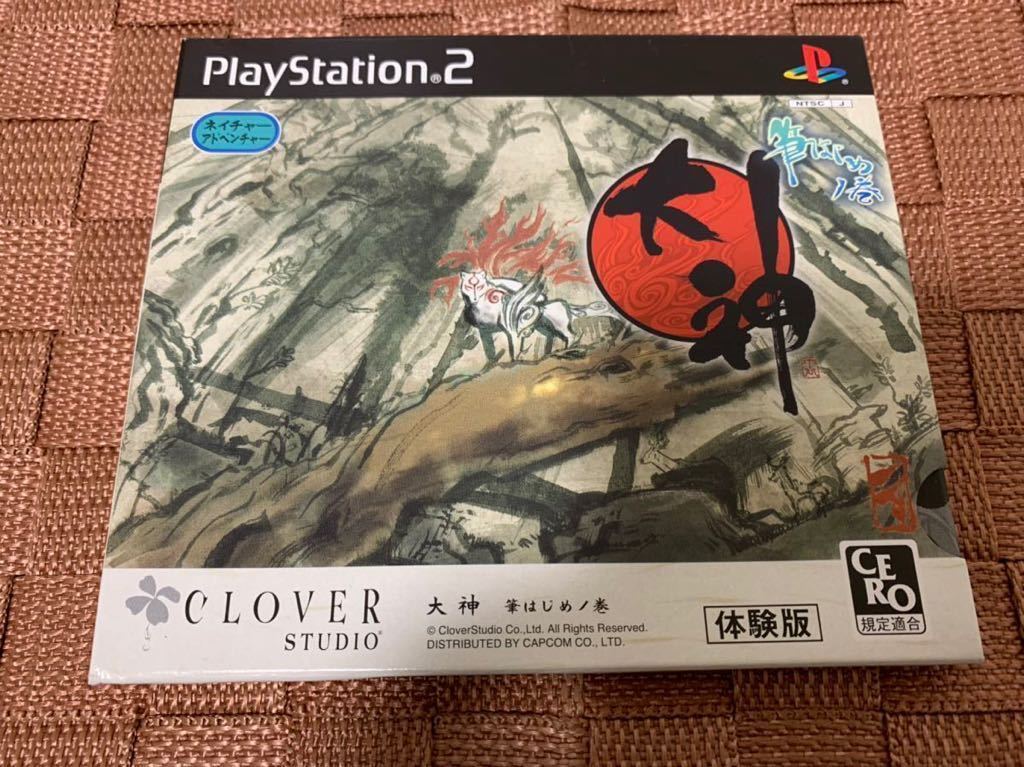 PlayStation®2
NTSC J
ネイチャー
アドベンチャー
筆はじめ
ノ巻
大神
CLOVER
STUDIO
大神 筆はじめノ巻
© CloverStudio Co.,Ltd. All Rights Reserved.
DISTRIBUTED BY CAPCOM CO., LTD.
体験版
CERO
規定適合